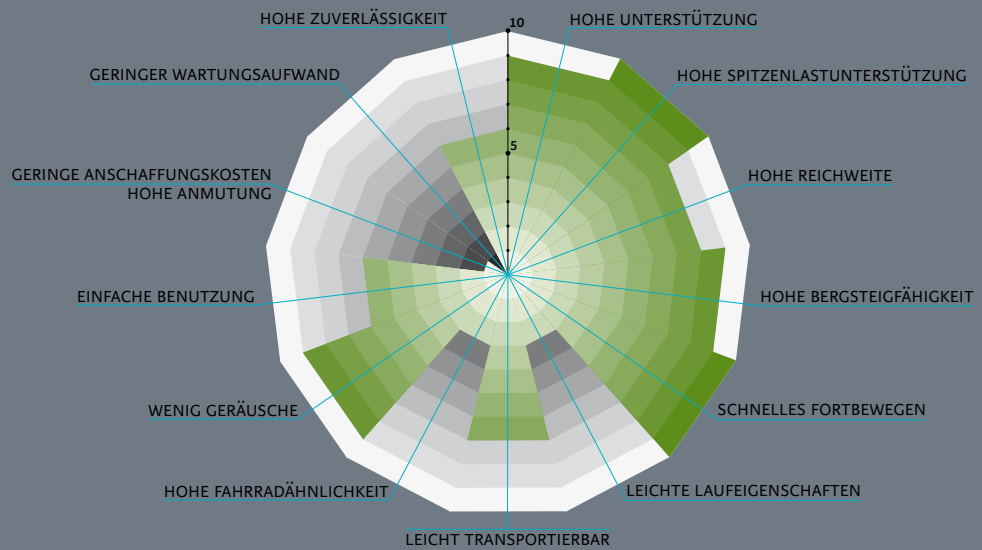 HOHE ZUVERLÄSSIGKEIT
10
HOHE UNTERSTÜTZUNG
GERINGER WARTUNGSAUFWAND
HOHE SPITZENLASTUNTERSTÜTZUNG
5
GERINGE ANSCHAFFUNGSKOSTEN
HOHE ANMUTUNG
HOHE REICHWEITE
EINFACHE BENUTZUNG
HOHE BERGSTEIGFÄHIGKEIT
WENIG GERÄUSCHE
SCHNELLES FORTBEWEGEN
HOHE FAHRRADÄHNLICHKEIT
LEICHTE LAUFEIGENSCHAFTEN
LEICHT TRANSPORTIERBAR